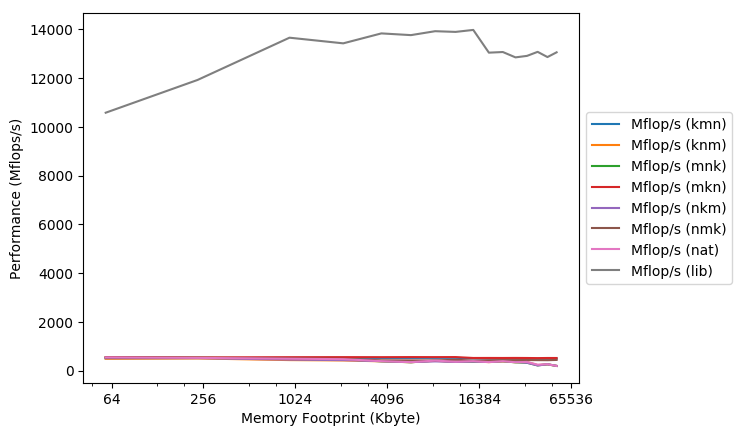 14000
12000
10000
8000
6000
4000
2000
0
Performance (Mflops/s)
64 256 1024 4096 16384 65536
Memory Footprint (Kbyte)
Mflop/s (kmn)
Mflop/s (knm)
Mflop/s (mnk)
Mflop/s (mkn)
Mflop/s (nkm)
Mflop/s (nmk)
Mflop/s (nat)
Mflop/s (lib)